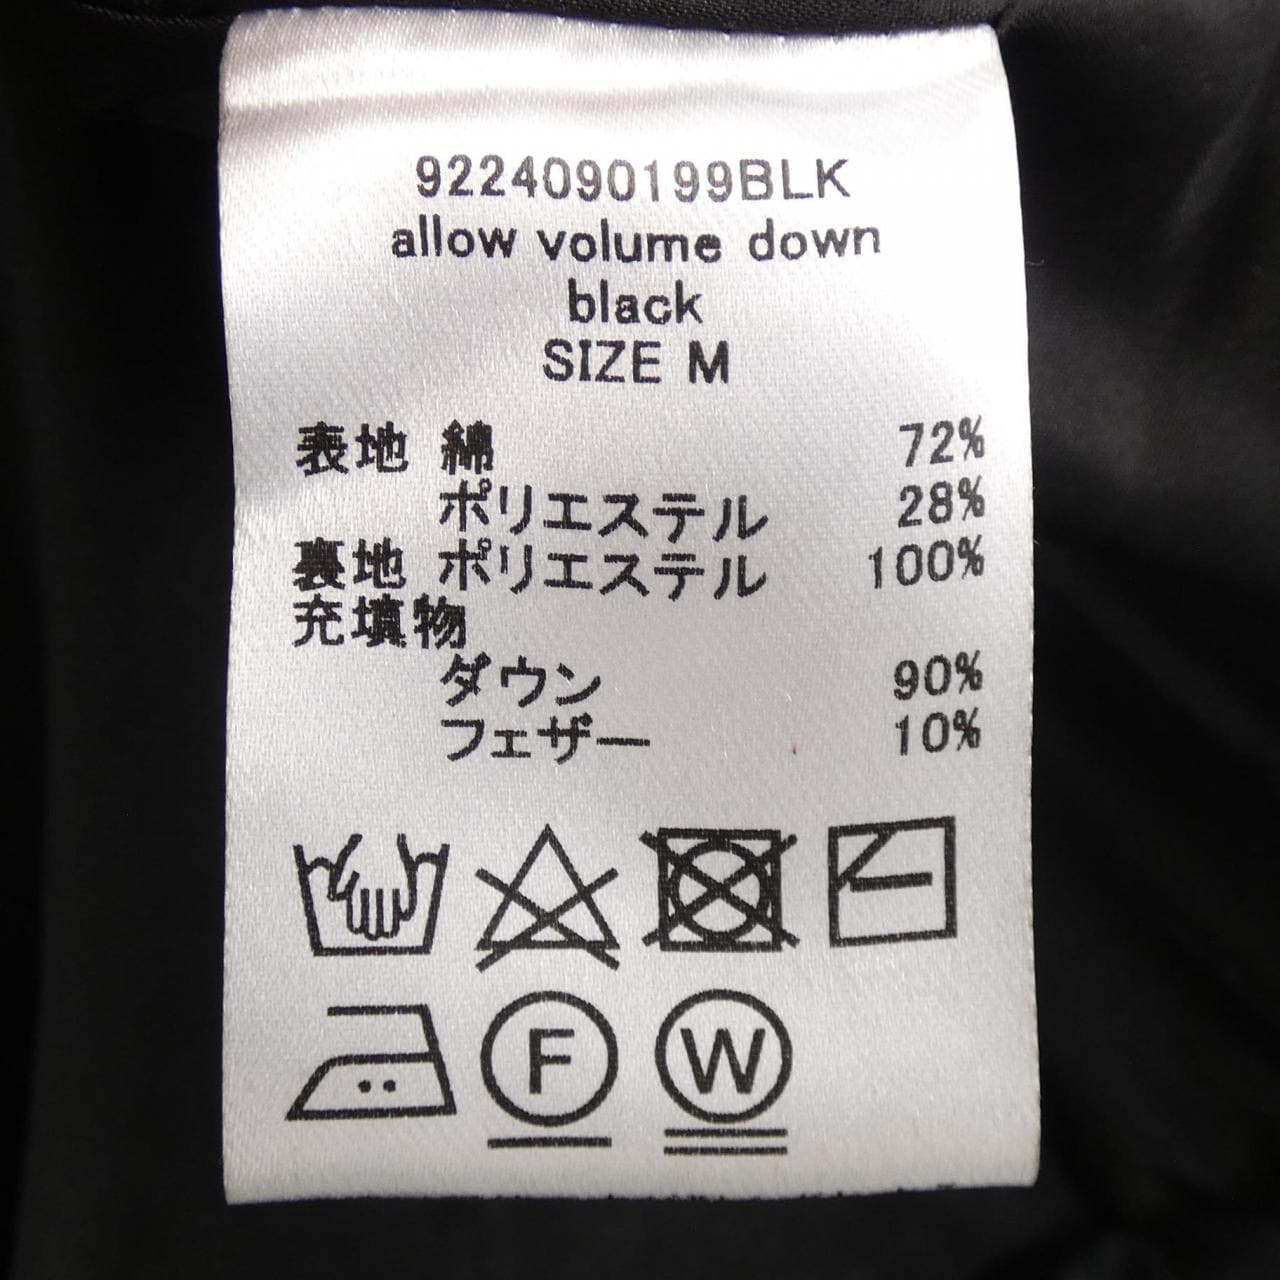 9224090199BLK
allow volume down
black
SIZE M
表地 綿 72%
ポリエステル 28%
裏地 ポリエステル 100%
充填物
ダウン 90%
フェザー 10%
F W